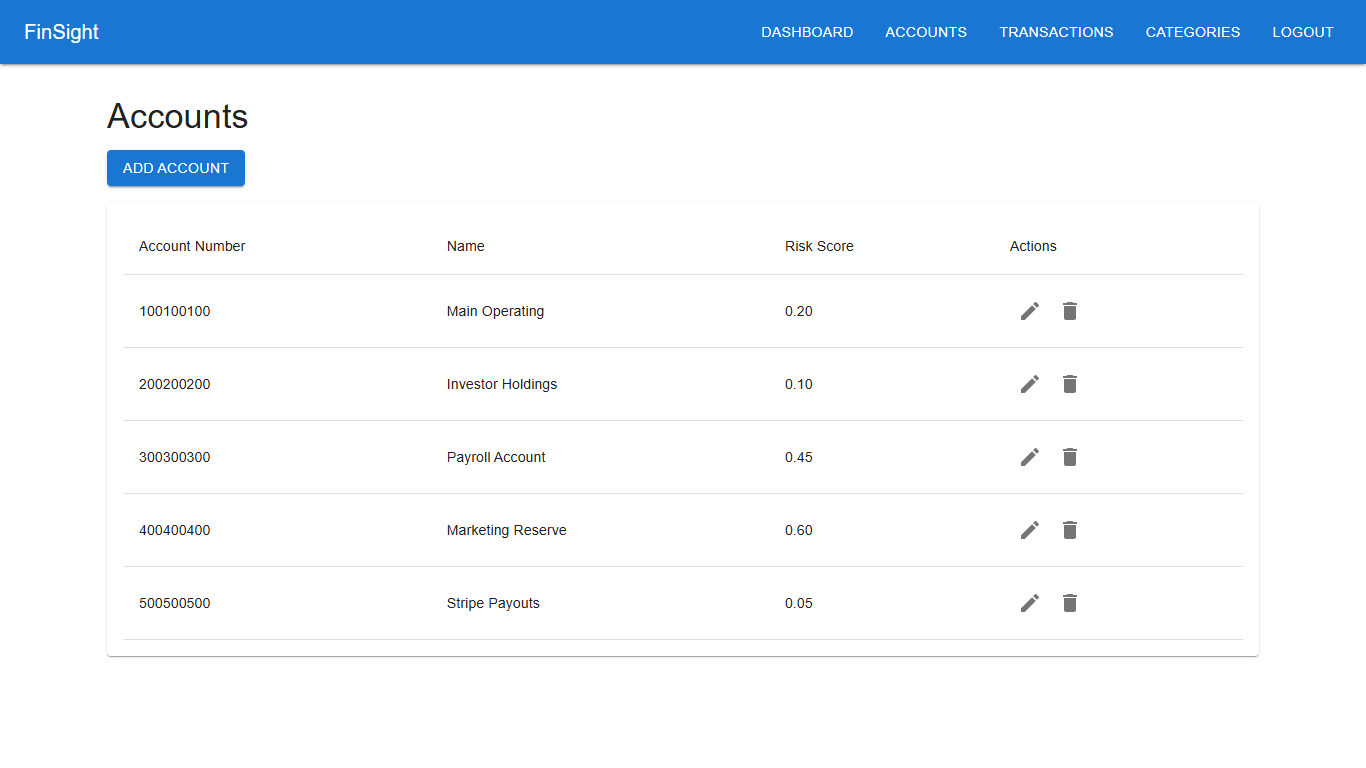 FinSight DASHBOARD ACCOUNTS TRANSACTIONS CATEGORIES LOGOUT
Accounts
ADD ACCOUNT
Account Number Name Risk Score Actions
100100100 Main Operating 0.20
200200200 Investor Holdings 0.10
300300300 Payroll Account 0.45
400400400 Marketing Reserve 0.60
500500500 Stripe Payouts 0.05